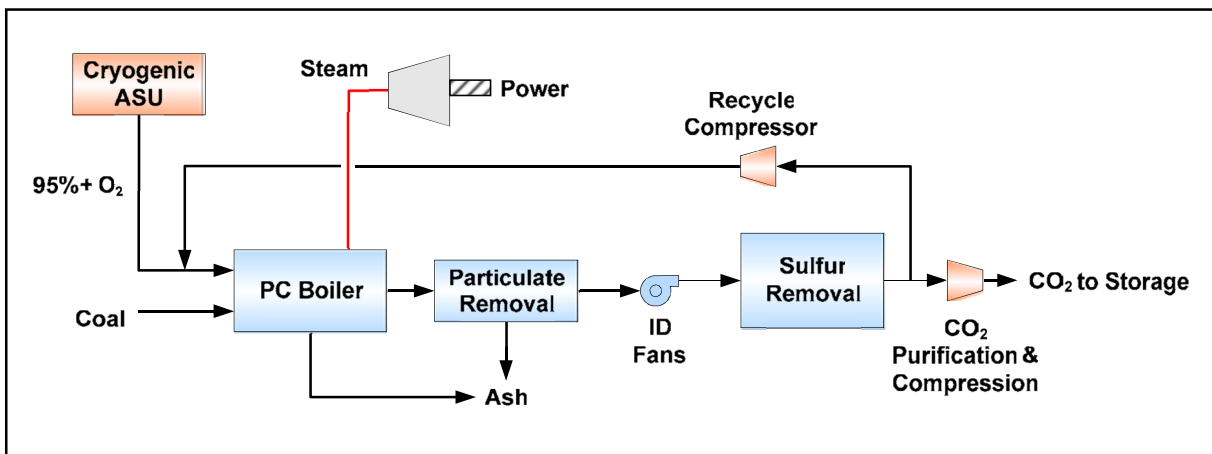 Cryogenic
ASU
Steam
Power
Recycle
Compressor
95%+ O₂
PC Boiler
Particulate
Removal
Sulfur
Removal
CO₂ to Storage
Coal
ID
Fans
CO₂
Purification &
Compression
Ash